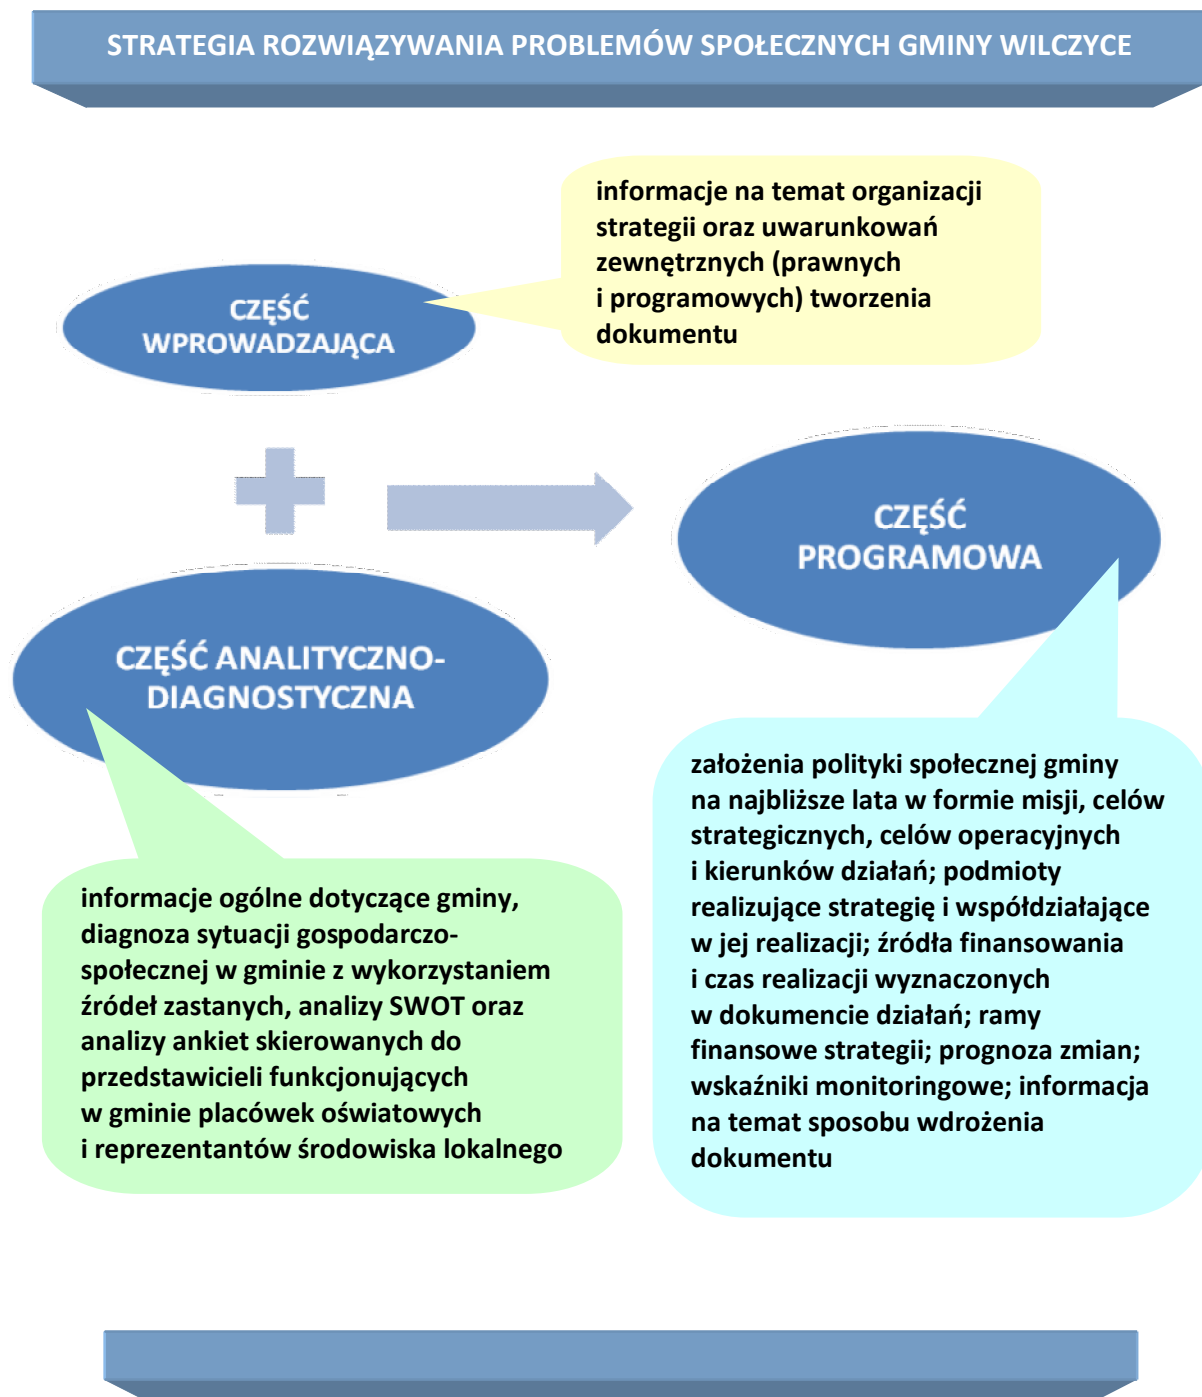 STRATEGIA ROZWIĄZYWANIA PROBLEMÓW SPOŁECZNYCH GMINY WILCZYCE
informacje na temat organizacji
strategii oraz uwarunkowań
zewnętrznych (prawnych
i programowych) tworzenia
dokumentu
CZĘŚĆ
WPROWADZAJĄCA
CZĘŚĆ
PROGRAMOWA
CZĘŚĆ ANALITYCZNO-
DIAGNOSTYCZNA
założenia polityki społecznej gminy
na najbliższe lata w formie misji, celów
strategicznych, celów operacyjnych
i kierunków działań; podmioty
realizujące strategię i współdziałające
w jej realizacji; źródła finansowania
i czas realizacji wyznaczonych
w dokumencie działań; ramy
finansowe strategii; prognoza zmian;
wskaźniki monitoringowe; informacja
na temat sposobu wdrożenia
dokumentu
informacje ogólne dotyczące gminy,
diagnoza sytuacji gospodarczo-
społecznej w gminie z wykorzystaniem
źródeł zastanych, analizy SWOT oraz
analizy ankiet skierowanych do
przedstawicieli funkcjonujących
w gminie placówek oświatowych
i reprezentantów środowiska lokalnego